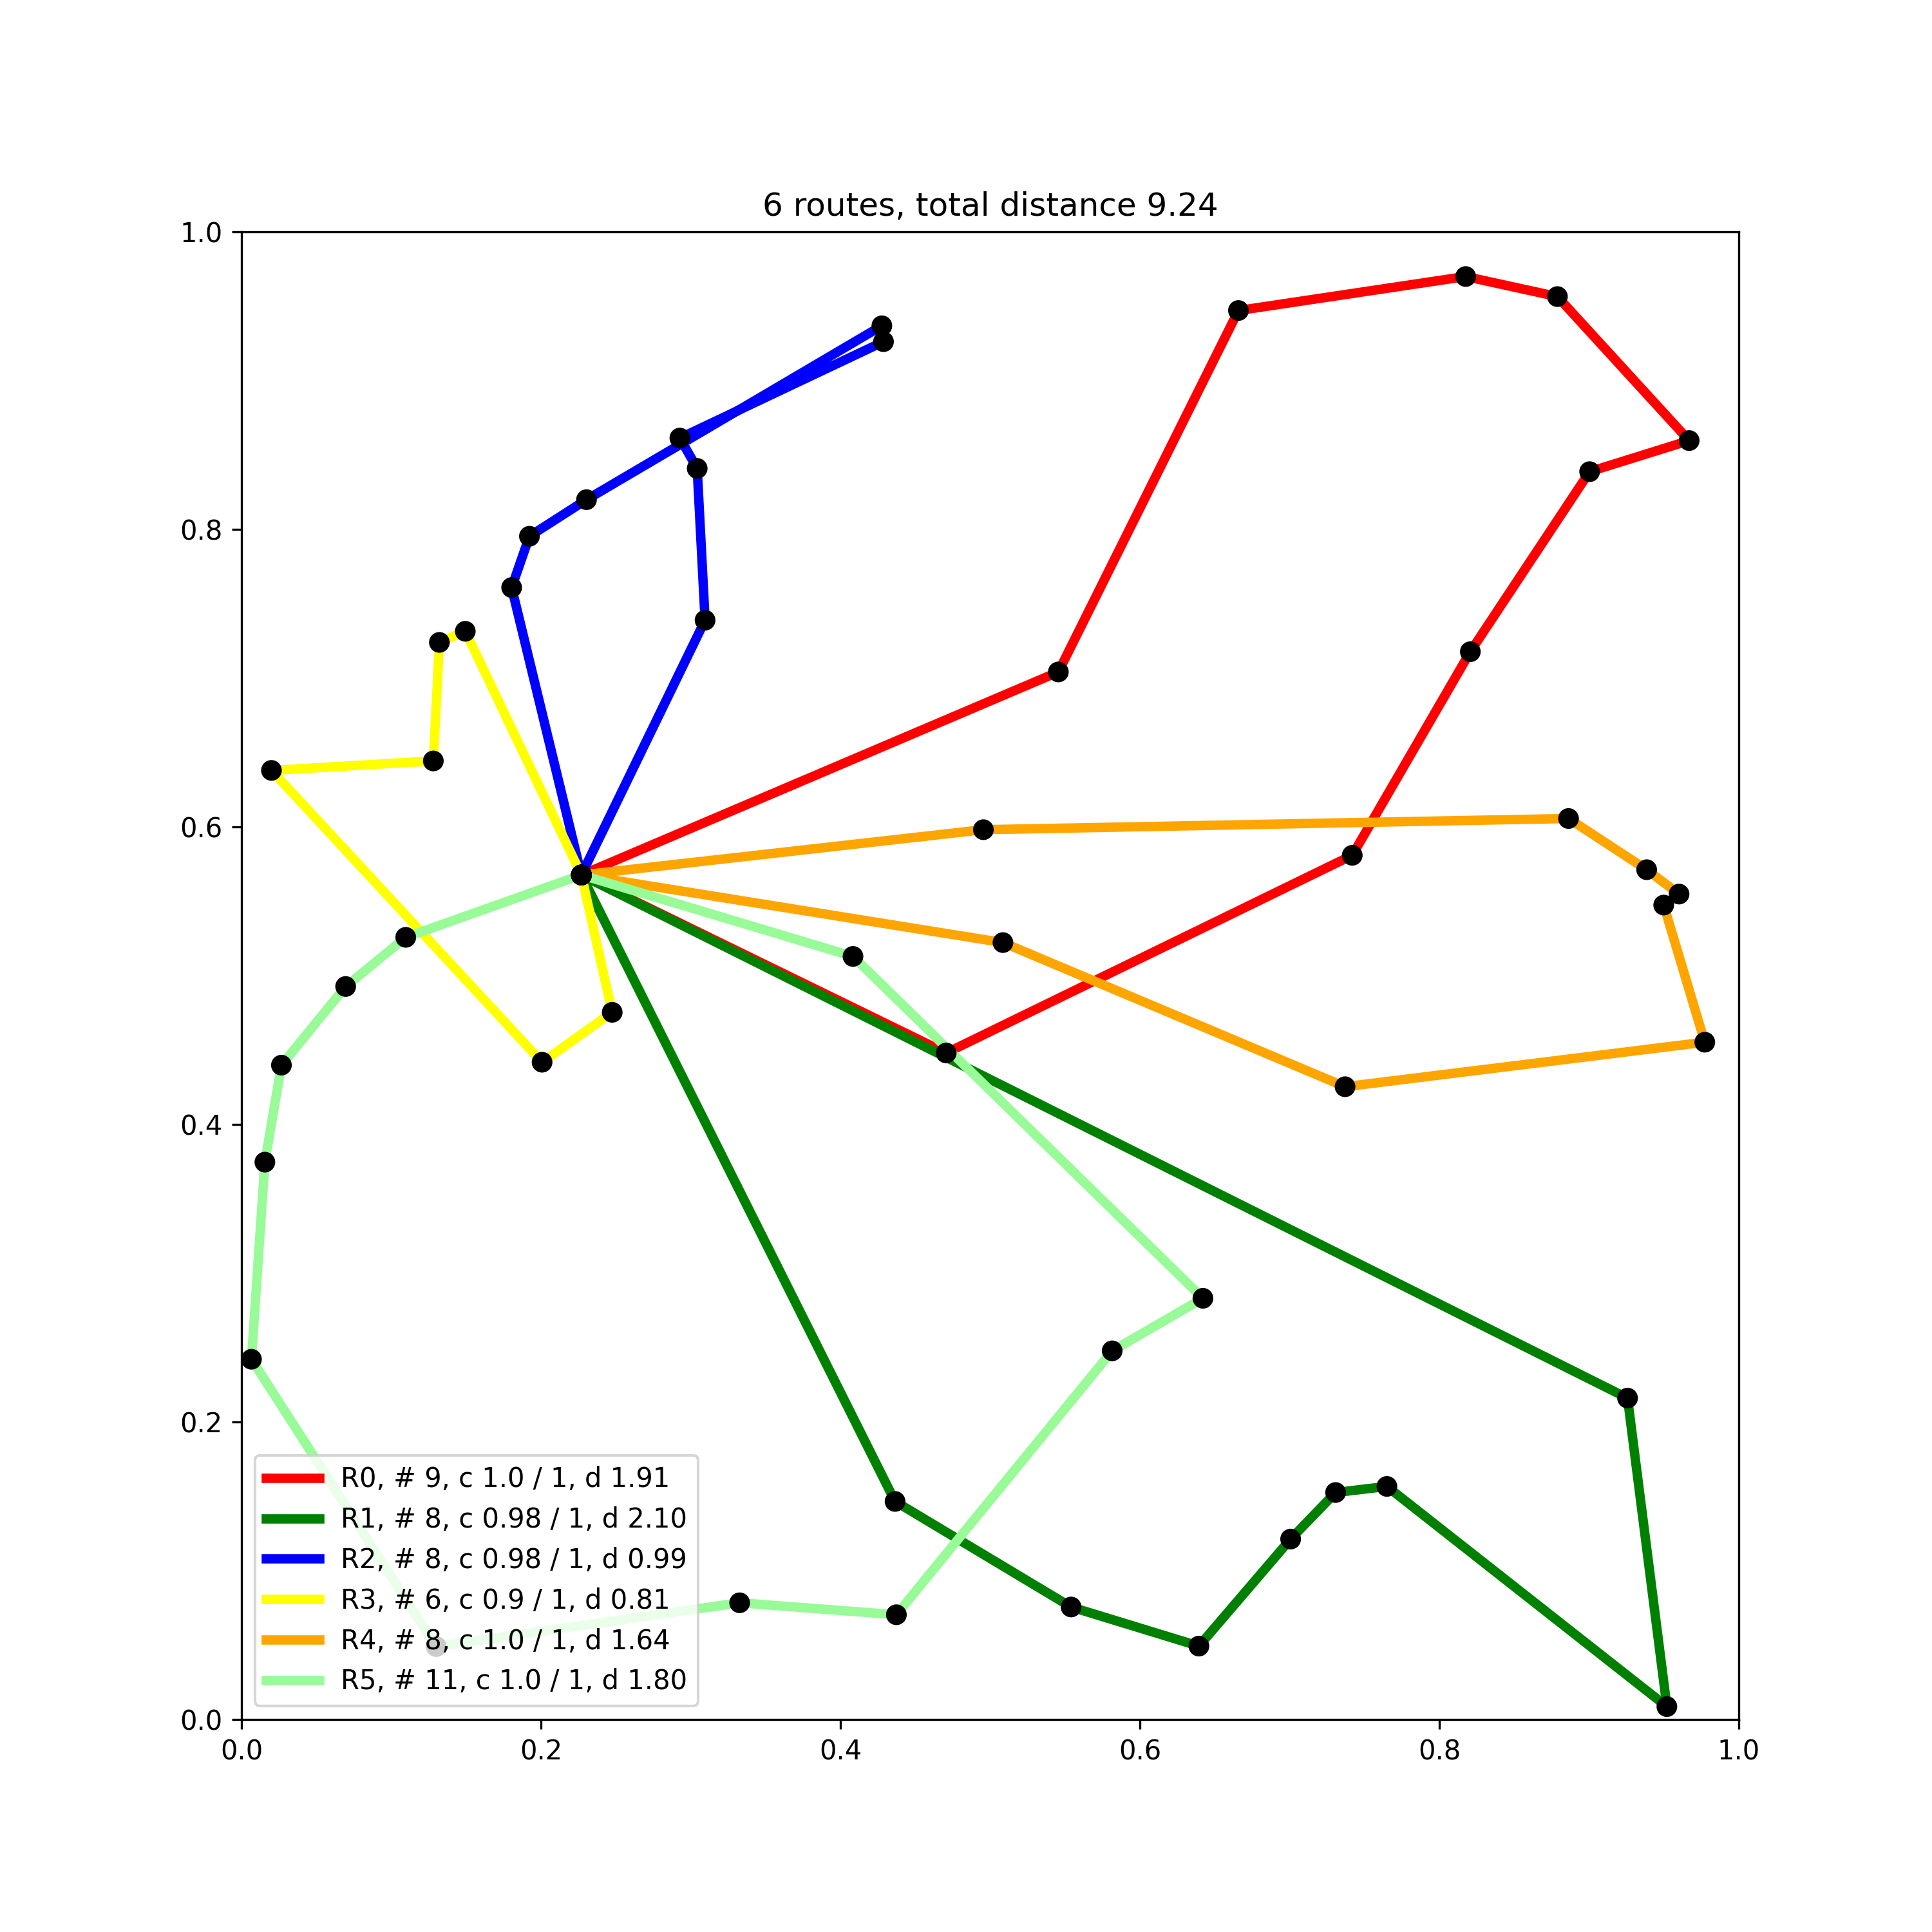 6 routes, total distance 9.24
1.0
0.8
0.6
0.4
0.2
0.0
R0, # 9, c 1.0 / 1, d 1.91
R1, # 8, c 0.98 / 1, d 2.10
R2, # 8, c 0.98 / 1, d 0.99
R3, # 6, c 0.9 / 1, d 0.81
R4, # 8, c 1.0 / 1, d 1.64
R5, # 11, c 1.0 / 1, d 1.80
0.0 0.2 0.4 0.6 0.8 1.0